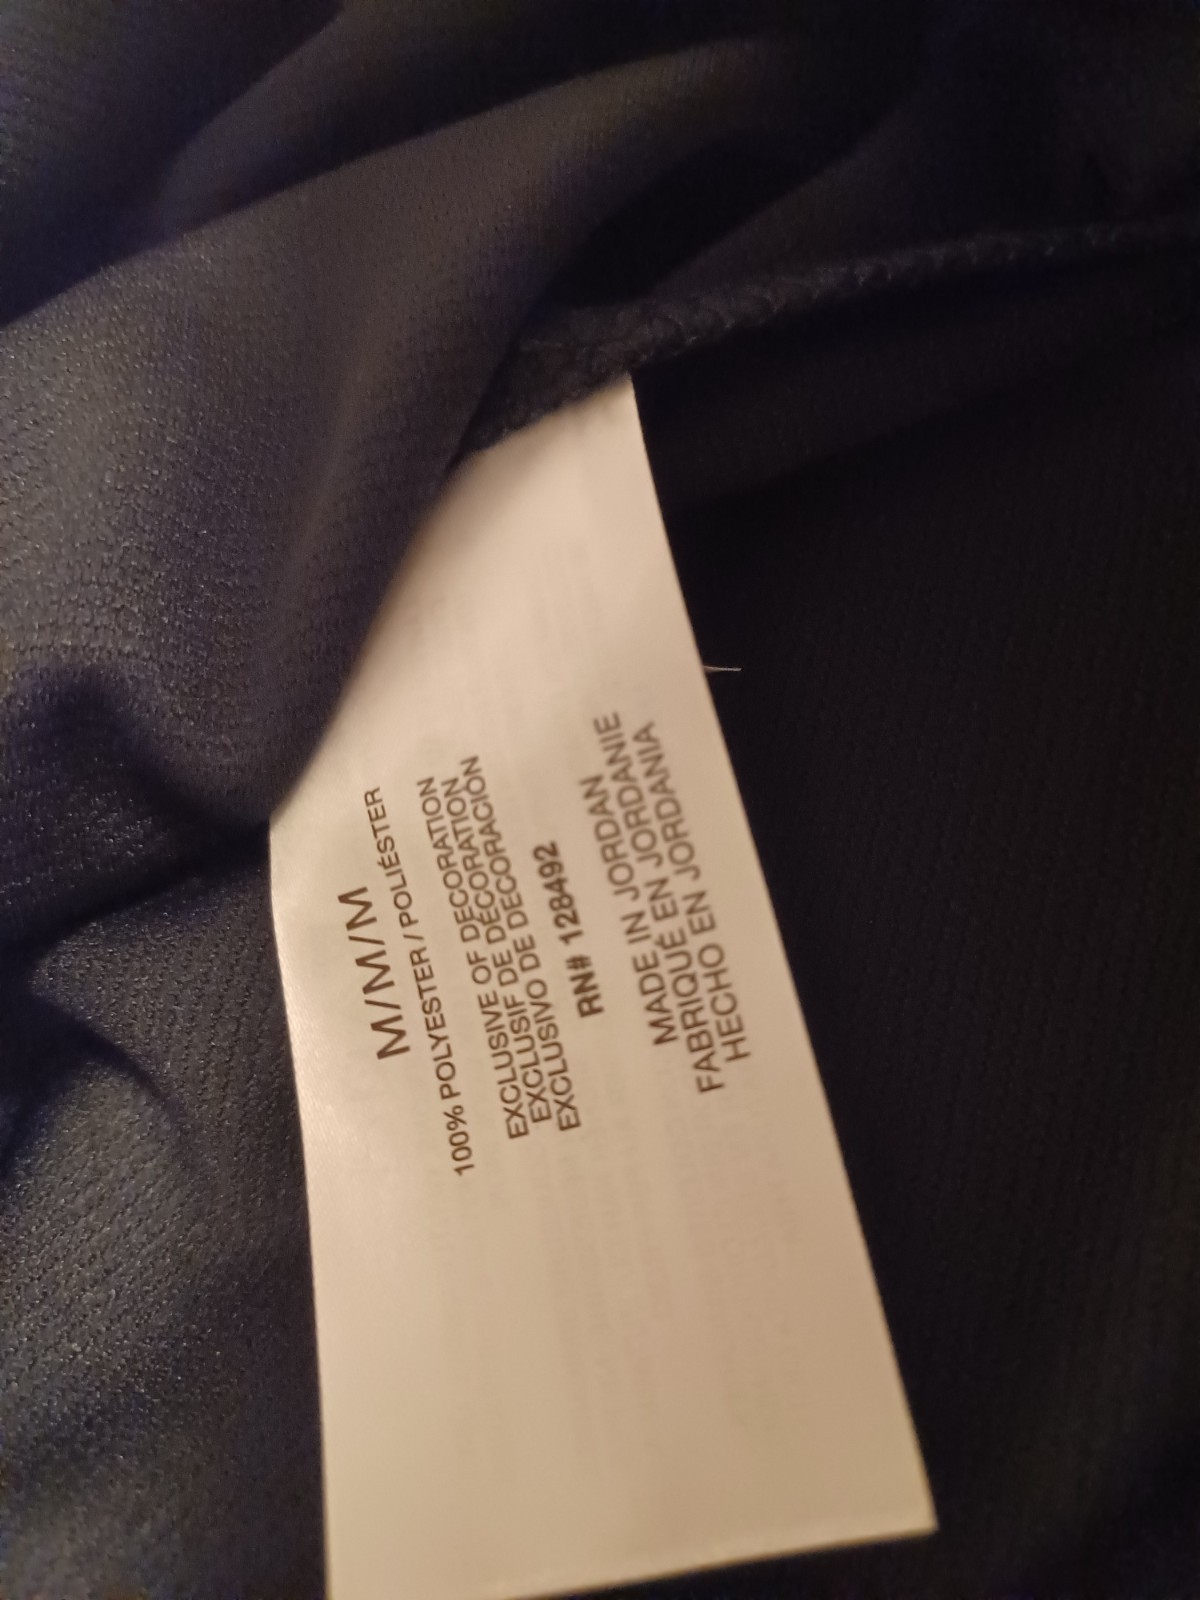 M/M/M
100% POLYESTER / POLIÉSTER
EXCLUSIVE OF DECORATION
EXCLUSIF DE DÉCORATION
EXCLUSIVO DE DECORACIÓN
RN# 128492
MADE IN JORDAN
FABRIQUÉ EN JORDANIE
HECHO EN JORDANIA